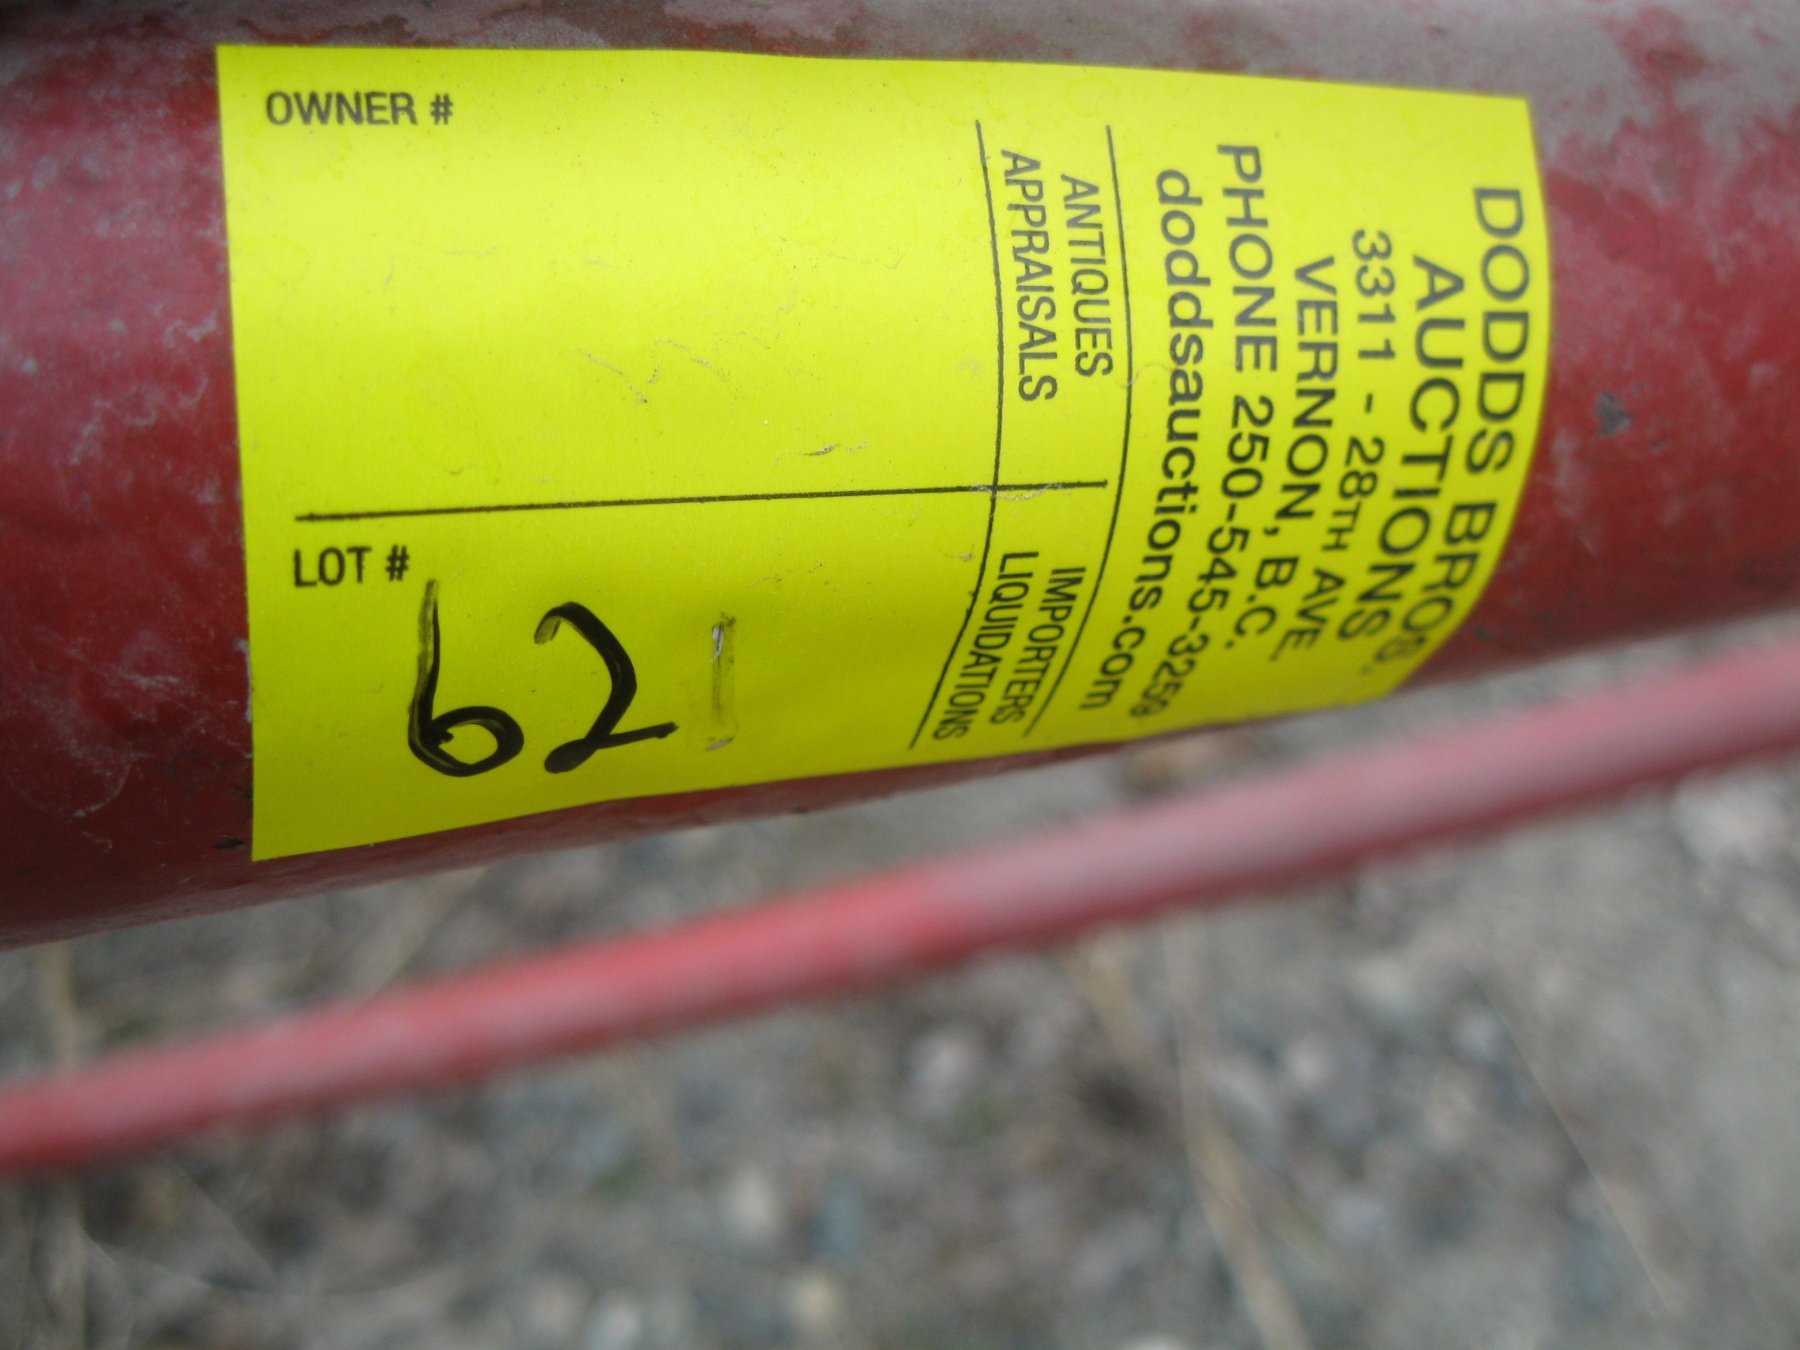 DODDS BROS.
AUCTIONS
3311 - 28TH AVE.
VERNON, B.C.
PHONE 250-545-3259
doddsauctions.com
ANTIQUES IMPORTERS
APPRAISALS LIQUIDATIONS
OWNER #
LOT #
621